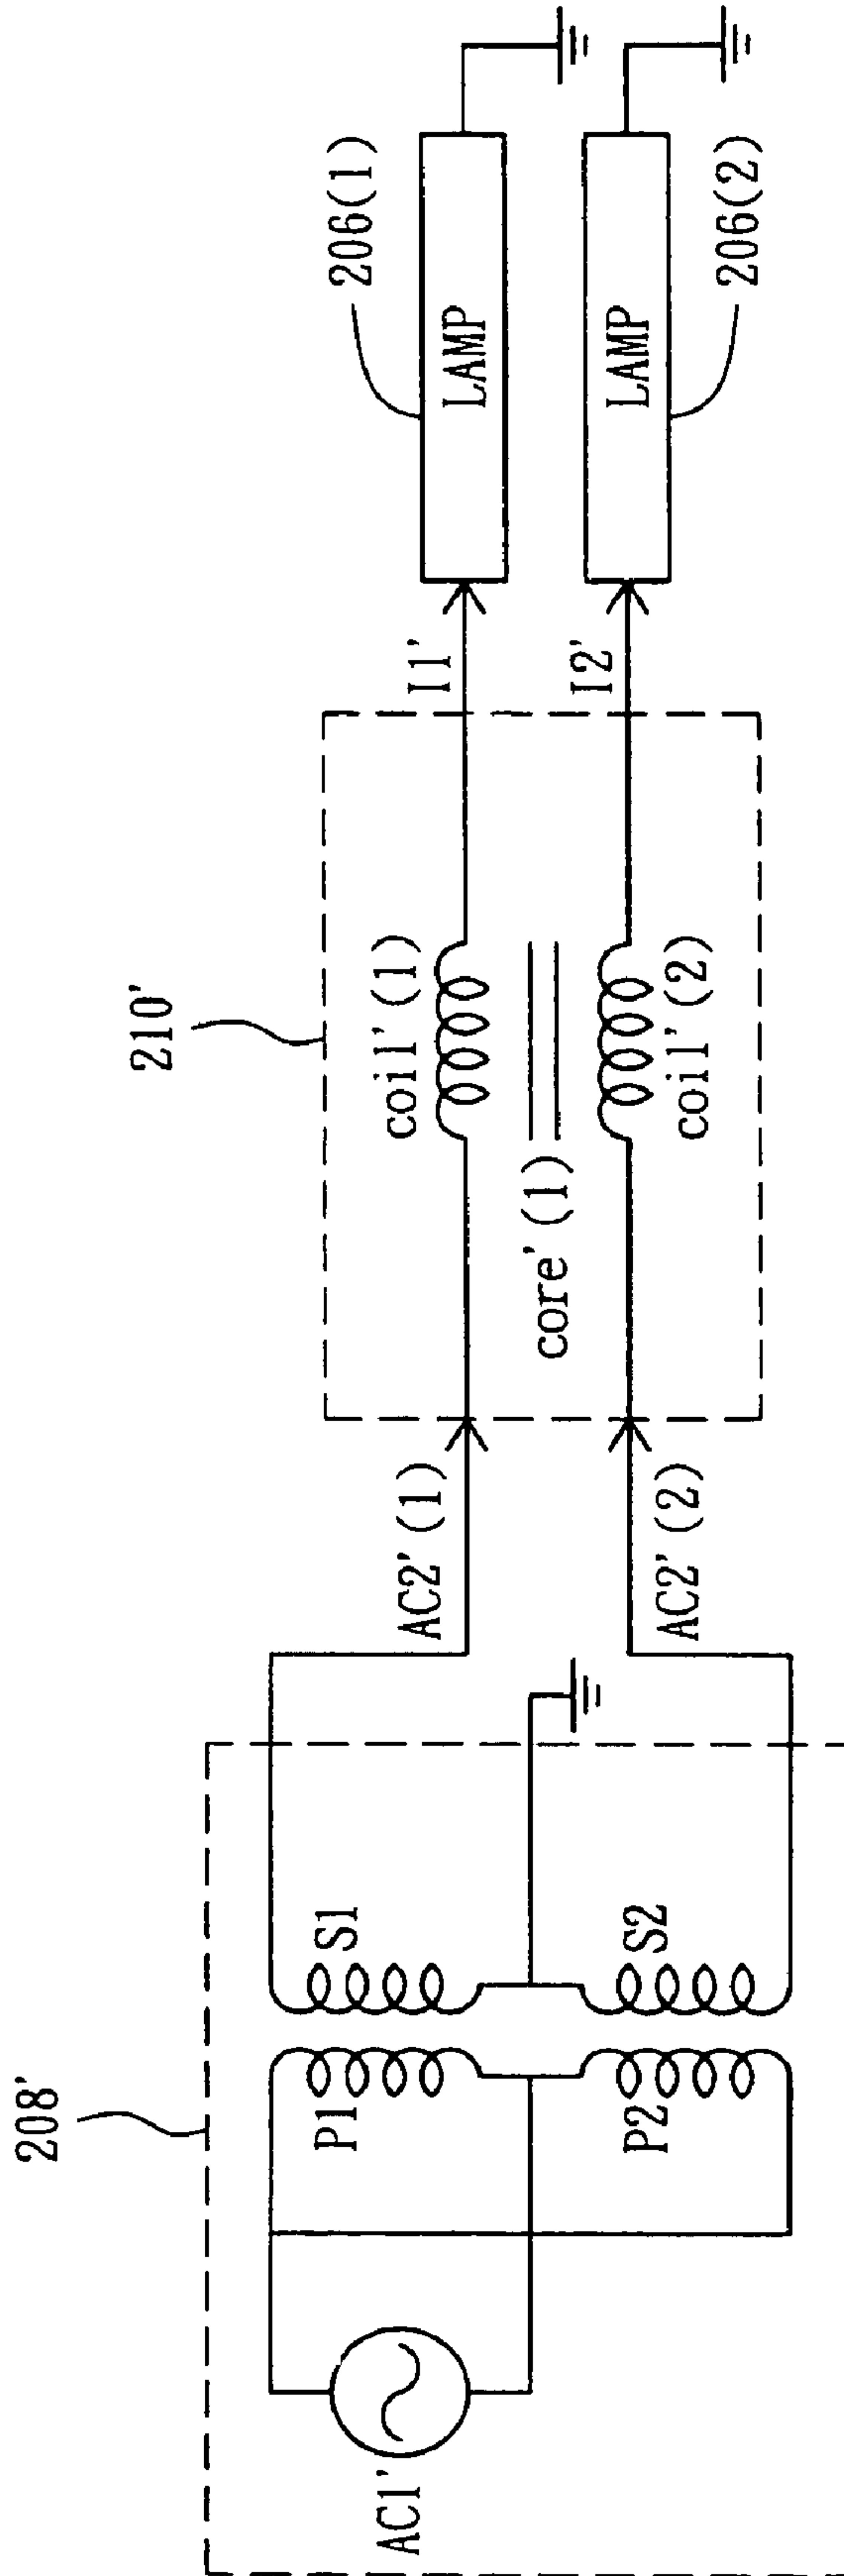 208'
AC1'
P1
S1
P2
S2
AC2'(1)
AC2'(2)
210'
coil'(1)
core'(1)
coil'(2)
I1'
I2'
206(1)
LAMP
LAMP
206(2)